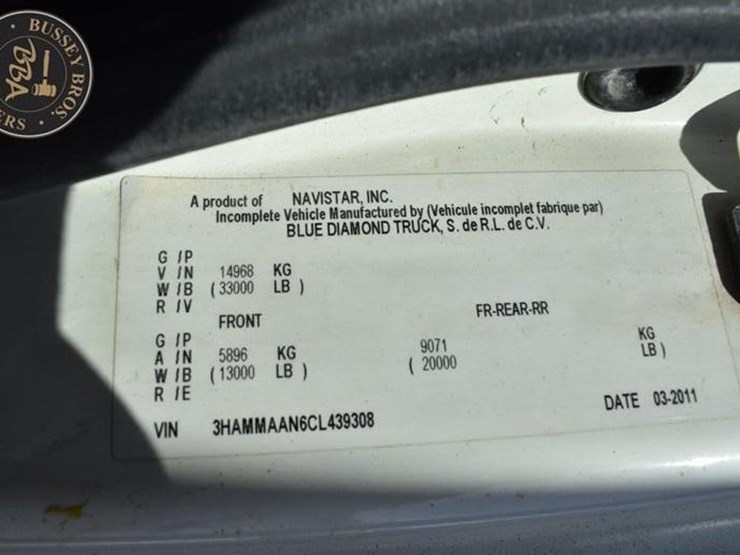 BUSSEY BROS.
BBA
ERS
A product of NAVISTAR, INC.
Incomplete Vehicle Manufactured by (Vehicule incomplet fabrique par)
BLUE DIAMOND TRUCK, S. de R.L. de C.V.
G /P
V /N 14968 KG
W /B ( 33000 LB )
R /V
FRONT FR-REAR-RR
G /P
A /N 5896 KG 9071 KG
W /B ( 13000 LB ) ( 20000 LB )
R /E
VIN 3HAMMAAN6CL439308 DATE 03-2011